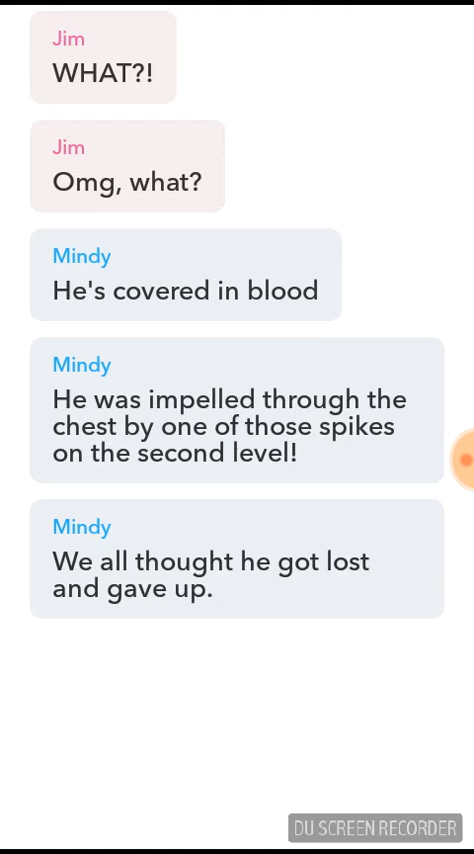 Jim
WHAT?!
Jim
Omg, what?
Mindy
He's covered in blood
Mindy
He was impelled through the
chest by one of those spikes
on the second level!
Mindy
We all thought he got lost
and gave up.
DU SCREEN RECORDER